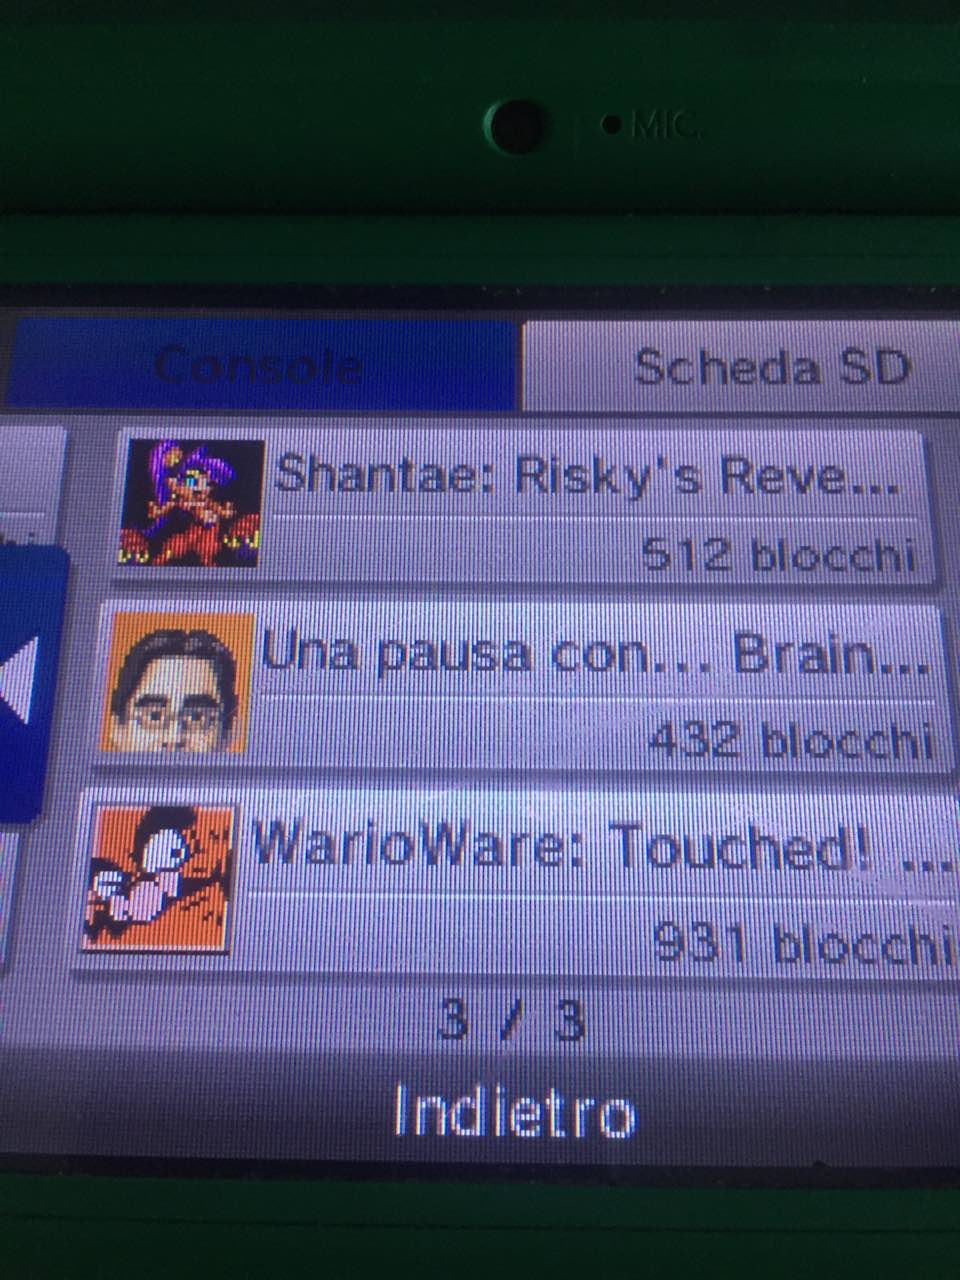 MIC.
Console
Scheda SD
Shantae: Risky's Reve...
512 blocchi
Una pausa con... Brain...
432 blocchi
WarioWare: Touched! ...
931 blocchi
3 / 3
Indietro